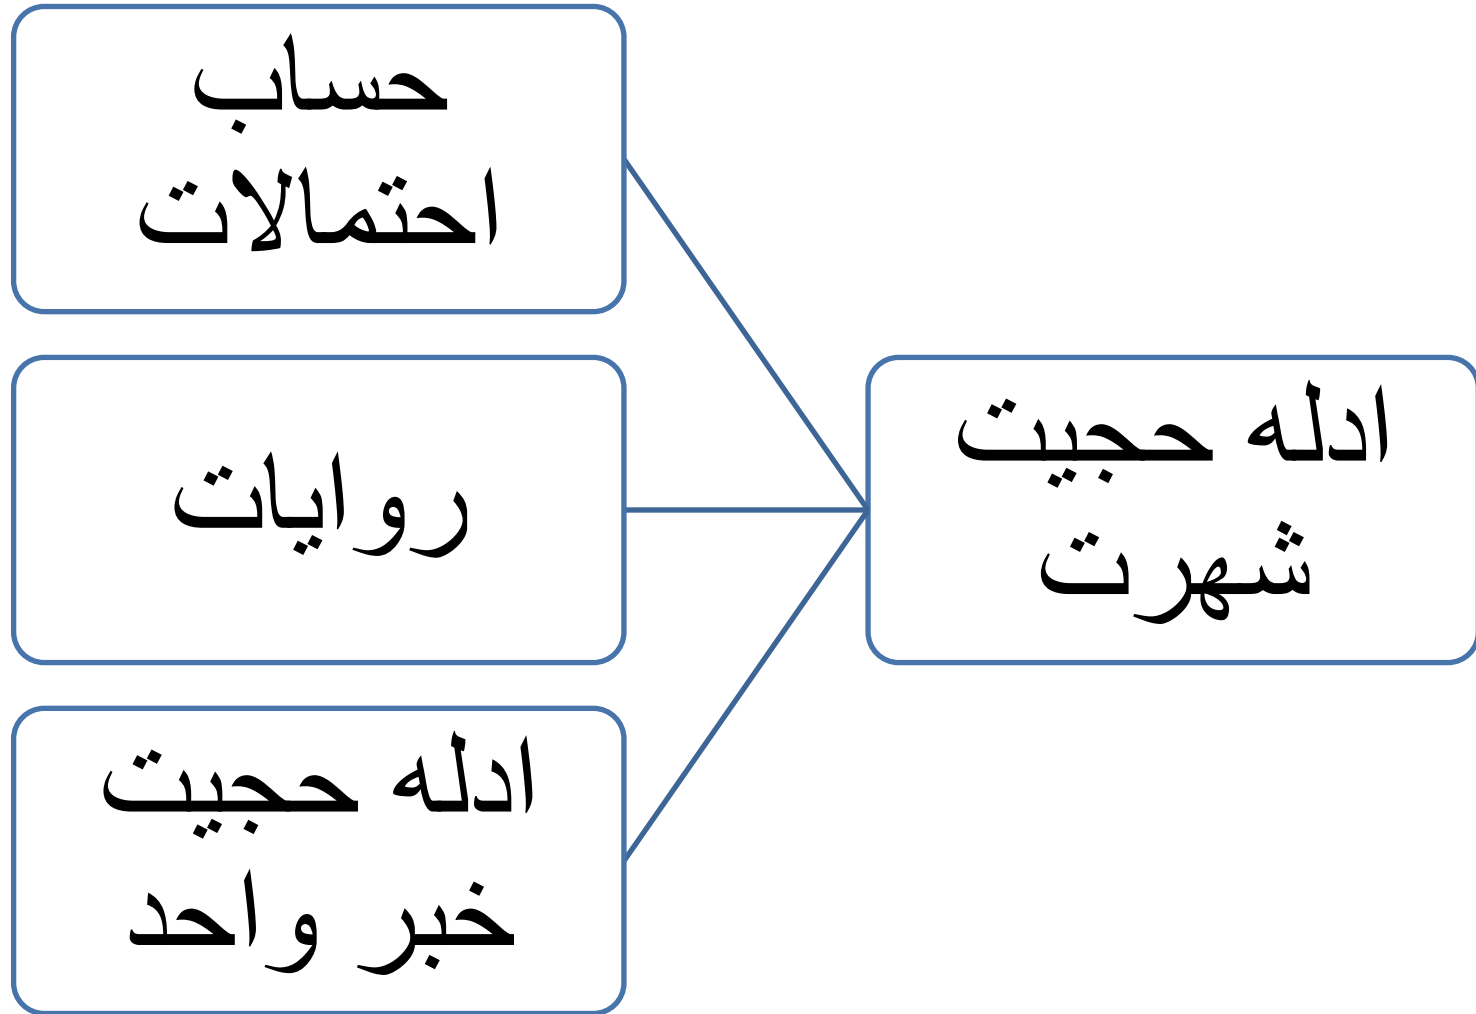 ادله حجیت
شهرت
حساب
احتمالات
روایات
ادله حجیت
خبر واحد